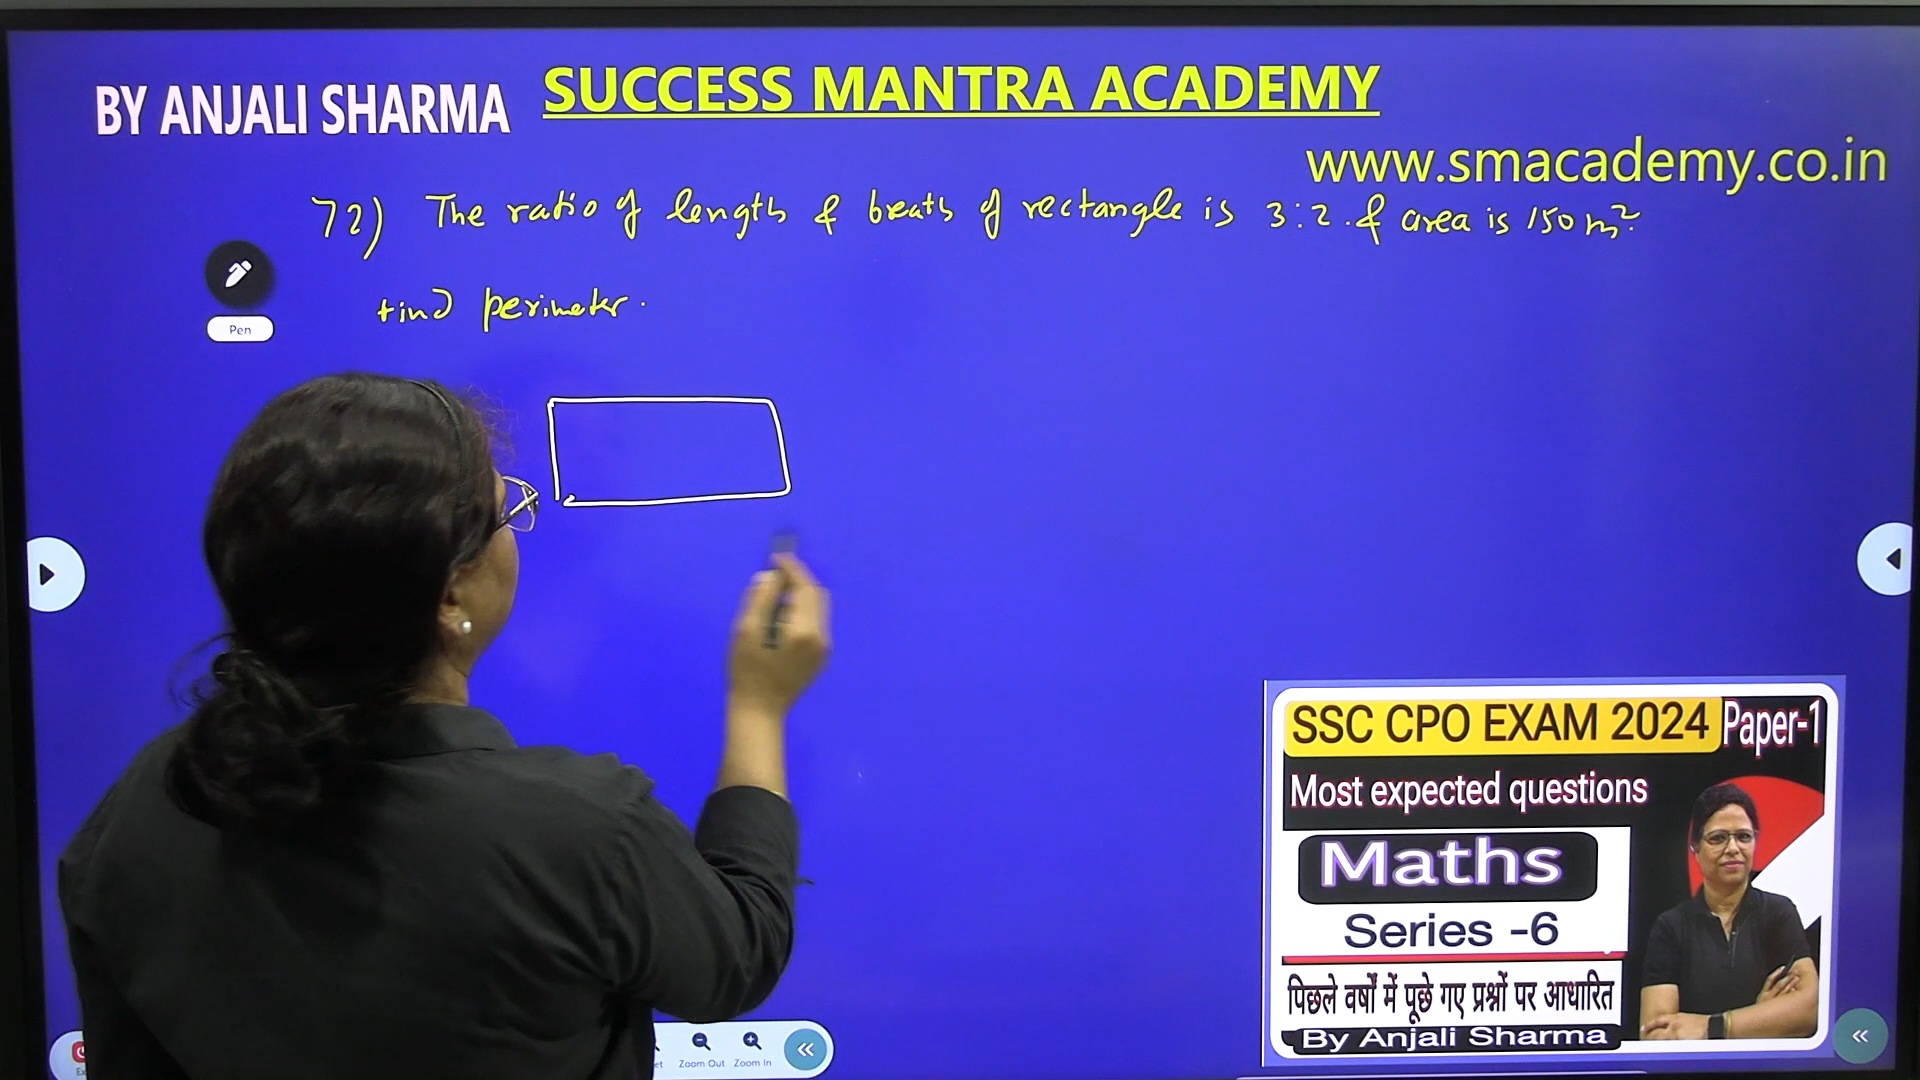 BY ANJALI SHARMA
SUCCESS MANTRA ACADEMY
www.smacademy.co.in
72) The ratio of length & breath of rectangle is 3:2. & area is 150 m².
find perimeter.
Pen
SSC CPO EXAM 2024 Paper-1
Most expected questions
Maths
Series -6
पिछले वर्षों में पूछे गए प्रश्नों पर आधारित
By Anjali Sharma
Zoom Out Zoom In